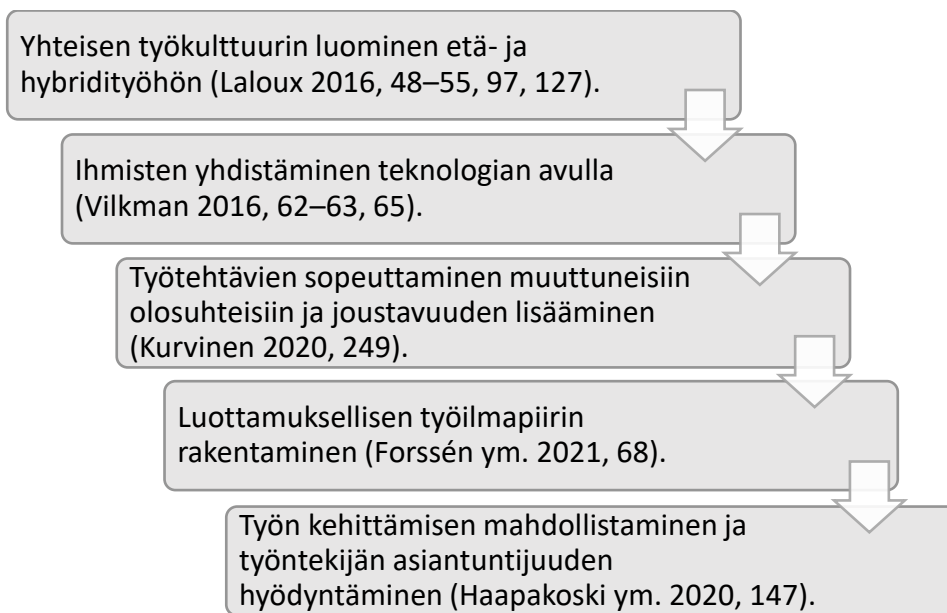 Yhteisen työkulttuurin luominen etä- ja
hybridityöhön (Laloux 2016, 48–55, 97, 127).
Ihmisten yhdistäminen teknologian avulla
(Vilkman 2016, 62–63, 65).
Työtehtävien sopeuttaminen muuttuneisiin
olosuhteisiin ja joustavuuden lisääminen
(Kurvinen 2020, 249).
Luottamuksellisen työilmapiirin
rakentaminen (Forssén ym. 2021, 68).
Työn kehittämisen mahdollistaminen ja
työntekijän asiantuntijuuden
hyödyntäminen (Haapakoski ym. 2020, 147).